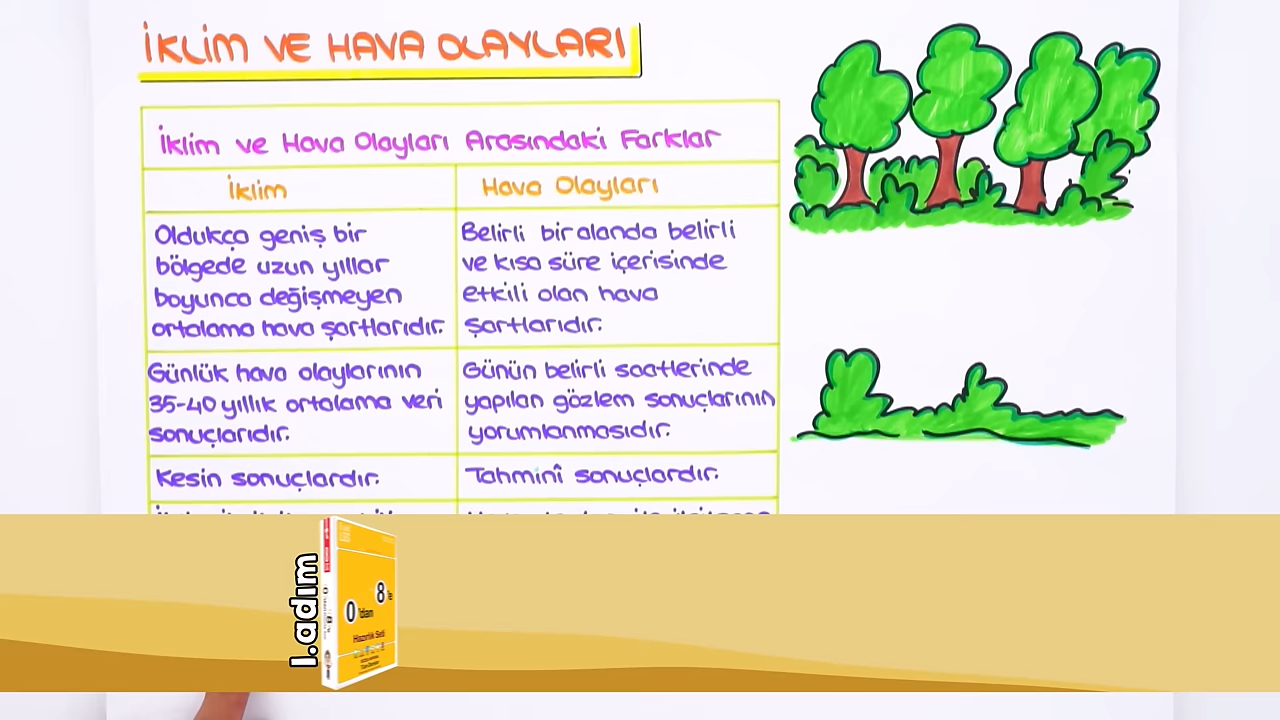 İKLİM VE HAVA OLAYLARI
İklim ve Hava Olayları Arasındaki Farklar
İklim
Hava Olayları
Oldukça geniş bir
bölgede uzun yıllar
boyunca değişmeyen
ortalama hava şartlarıdır.
Belirli bir alanda belirli
ve kısa süre içerisinde
etkili olan hava
şartlarıdır.
Günlük hava olaylarının
35-40 yıllık ortalama veri
sonuçlarıdır.
Günün belirli saatlerinde
yapılan gözlem sonuçlarının
yorumlanmasıdır.
Kesin sonuçlardır.
Tahminî sonuçlardır.
1.adım
0 'dan 8 'e
Hazırlık Seti